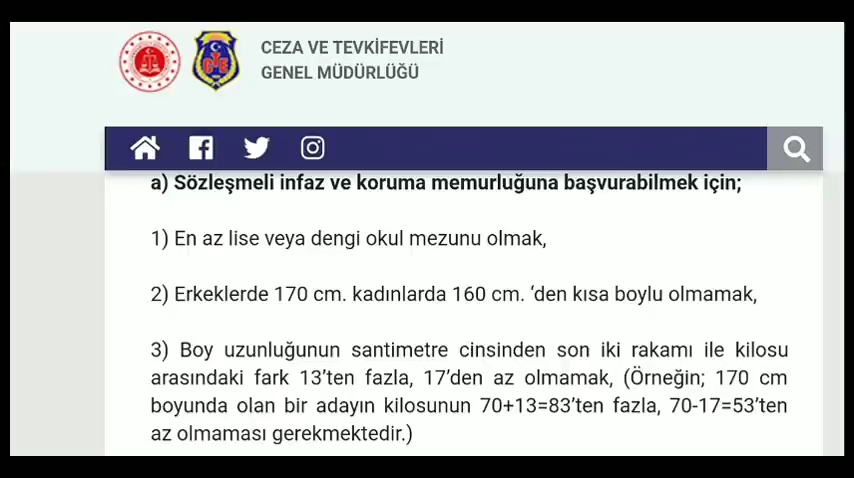 CEZA VE TEVKİFEVLERİ
GENEL MÜDÜRLÜĞÜ
a) Sözleşmeli infaz ve koruma memurluğuna başvurabilmek için;
1) En az lise veya dengi okul mezunu olmak,
2) Erkeklerde 170 cm. kadınlarda 160 cm. ‘den kısa boylu olmamak,
3) Boy uzunluğunun santimetre cinsinden son iki rakamı ile kilosu
arasındaki fark 13’ten fazla, 17’den az olmamak, (Örneğin; 170 cm
boyunda olan bir adayın kilosunun 70+13=83’ten fazla, 70-17=53’ten
az olmaması gerekmektedir.)